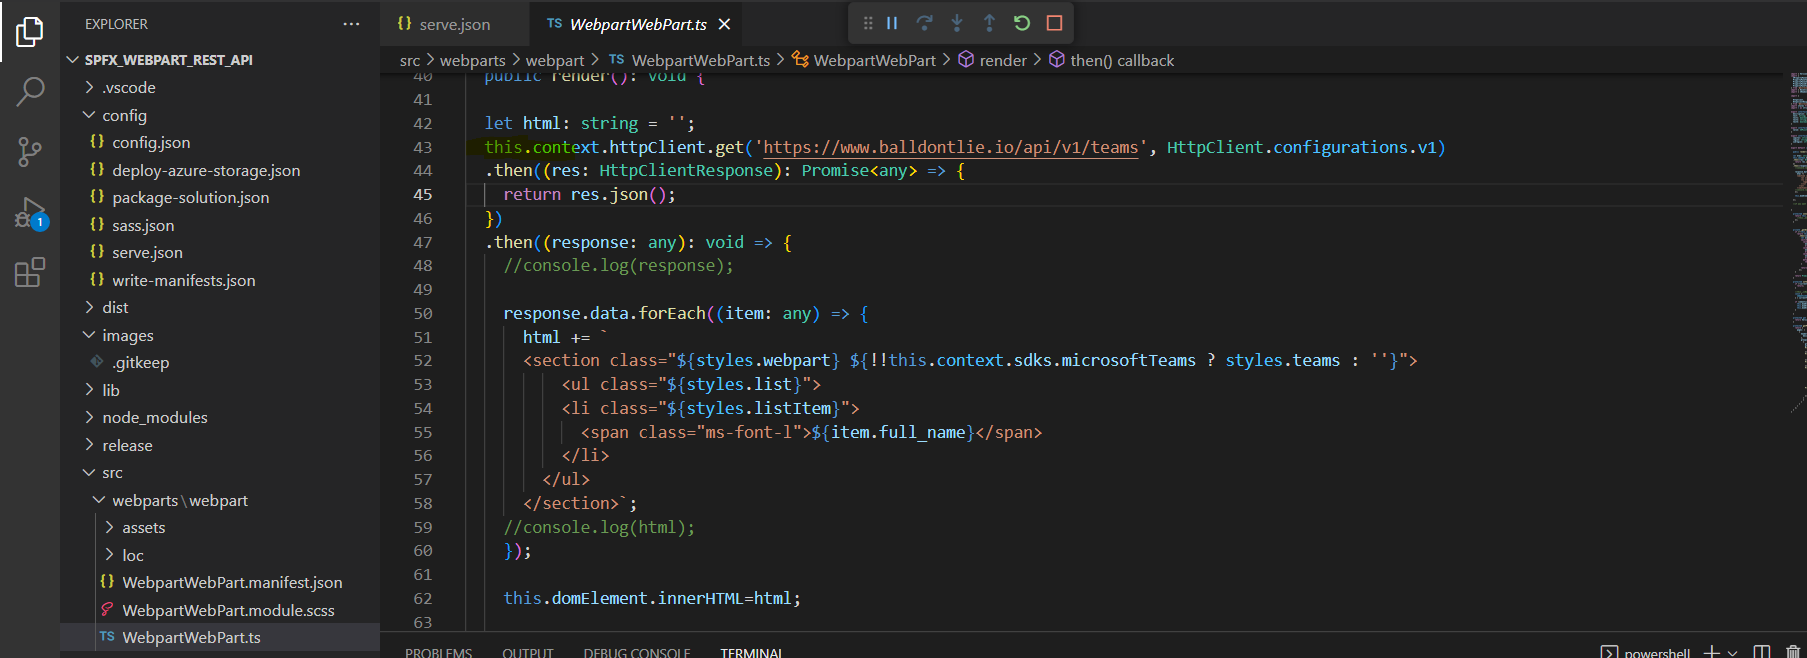 EXPLORER
serve.json
TS WebpartWebPart.ts
src > webparts > webpart > TS WebpartWebPart.ts > WebpartWebPart > render > then() callback
SPFX_WEBPART_REST_API
.vscode
config
{} config.json
{} deploy-azure-storage.json
{} package-solution.json
{} sass.json
{} serve.json
{} write-manifests.json
dist
images
.gitkeep
lib
node_modules
release
src
webparts\webpart
assets
loc
{} WebpartWebPart.manifest.json
WebpartWebPart.module.scss
TS WebpartWebPart.ts
1
40 public render(): void {
41
42 let html: string = '';
43 this.context.httpClient.get('https://www.balldontlie.io/api/v1/teams', HttpClient.configurations.v1)
44 .then((res: HttpClientResponse): Promise<any> => {
45 return res.json();
46 })
47 .then((response: any): void => {
48 //console.log(response);
49
50 response.data.forEach((item: any) => {
51 html += `
52 <section class="${styles.webpart} ${!!this.context.sdks.microsoftTeams ? styles.teams : ''}">
53 <ul class="${styles.list}">
54 <li class="${styles.listItem}">
55 <span class="ms-font-l">${item.full_name}</span>
56 </li>
57 </ul>
58 </section>`;
59 //console.log(html);
60 });
61
62 this.domElement.innerHTML=html;
63
PROBLEMS OUTPUT DEBUG CONSOLE TERMINAL
powershell